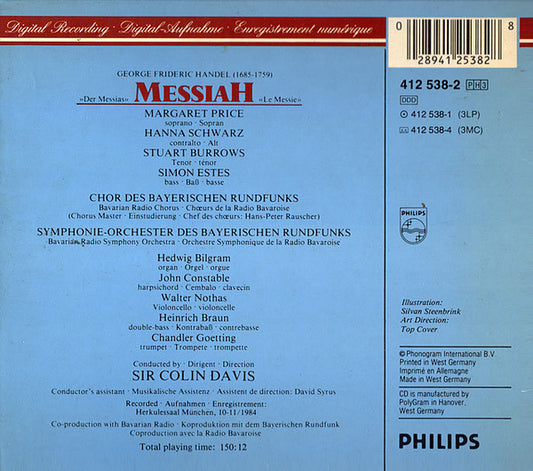 Digital Recording · Digital-Aufnahme · Enregistrement numérique
GEORGE FRIDERIC HANDEL (1685-1759)
»Der Messias« MESSIAH »Le Messie«
MARGARET PRICE
soprano · Sopran
HANNA SCHWARZ
contralto · Alt
STUART BURROWS
Tenor · ténor
SIMON ESTES
bass · Baß · basse
CHOR DES BAYERISCHEN RUNDFUNKS
Bavarian Radio Chorus · Chœurs de la Radio Bavaroise
(Chorus Master · Einstudierung · Chef des chœurs: Hans-Peter Rauscher)
SYMPHONIE-ORCHESTER DES BAYERISCHEN RUNDFUNKS
Bavarian Radio Symphony Orchestra · Orchestre Symphonique de la Radio Bavaroise
Hedwig Bilgram
organ · Orgel · orgue
John Constable
harpsichord · Cembalo · clavecin
Walter Nothas
Violoncello · violoncelle
Heinrich Braun
double-bass · Kontrabaß · contrebasse
Chandler Goetting
trumpet · Trompete · trompette
Conducted by · Dirigent · Direction
SIR COLIN DAVIS
Conductor's assistant · Musikalische Assistenz · Assistent de direction: David Syrus
Recorded · Aufnahmen · Enregistrement:
Herkulessaal München, 10-11/1984
Co-production with Bavarian Radio · Koproduktion mit dem Bayerischen Rundfunk
Coproduction avec la Radio Bavaroise
Total playing time: 150:12
0 28941 25382 8
412 538-2 PH3
DDD
412 538-1 (3LP)
412 538-4 (3MC)
PHILIPS
Illustration:
Silvan Steenbrink
Art Direction:
Top Cover
℗ Phonogram International B.V.
Printed in West Germany
Imprimé en Allemagne
Made in West Germany
CD is manufactured by
PolyGram in Hanover,
West Germany
PHILIPS